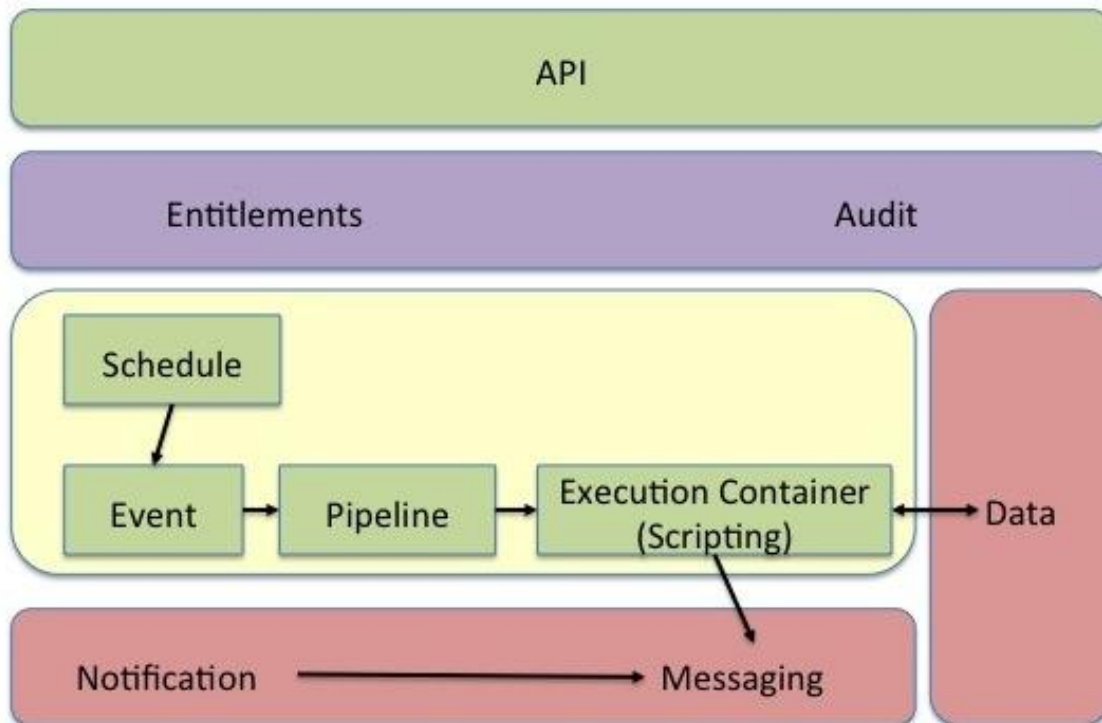 API
Entitlements
Audit
Schedule
Event
Pipeline
Execution Container
(Scripting)
Data
Notification
Messaging